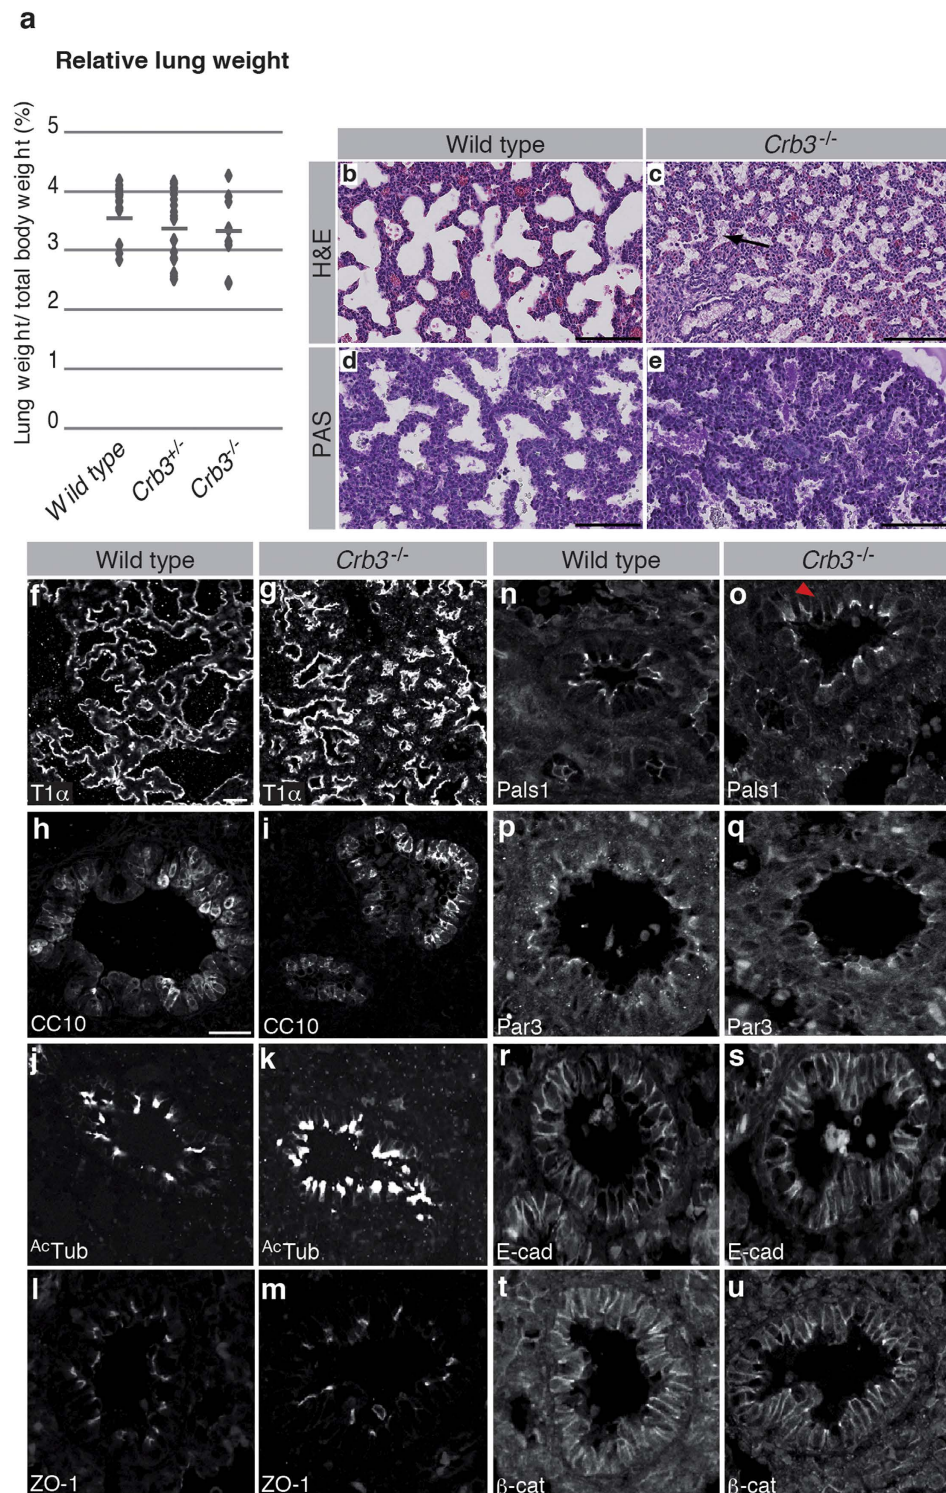 a
Relative lung weight
Lung weight/ total body weight (%)
5
4
3
2
1
0
Wild type
Crb3+/-
Crb3-/-
Wild type
Crb3-/-
H&E
b
c
PAS
d
e
Wild type
Crb3-/-
Wild type
Crb3-/-
f
T1α
g
T1α
n
Pals1
o
Pals1
h
CC10
i
CC10
p
Par3
q
Par3
j
AcTub
k
AcTub
r
E-cad
s
E-cad
l
ZO-1
m
ZO-1
t
β-cat
u
β-cat